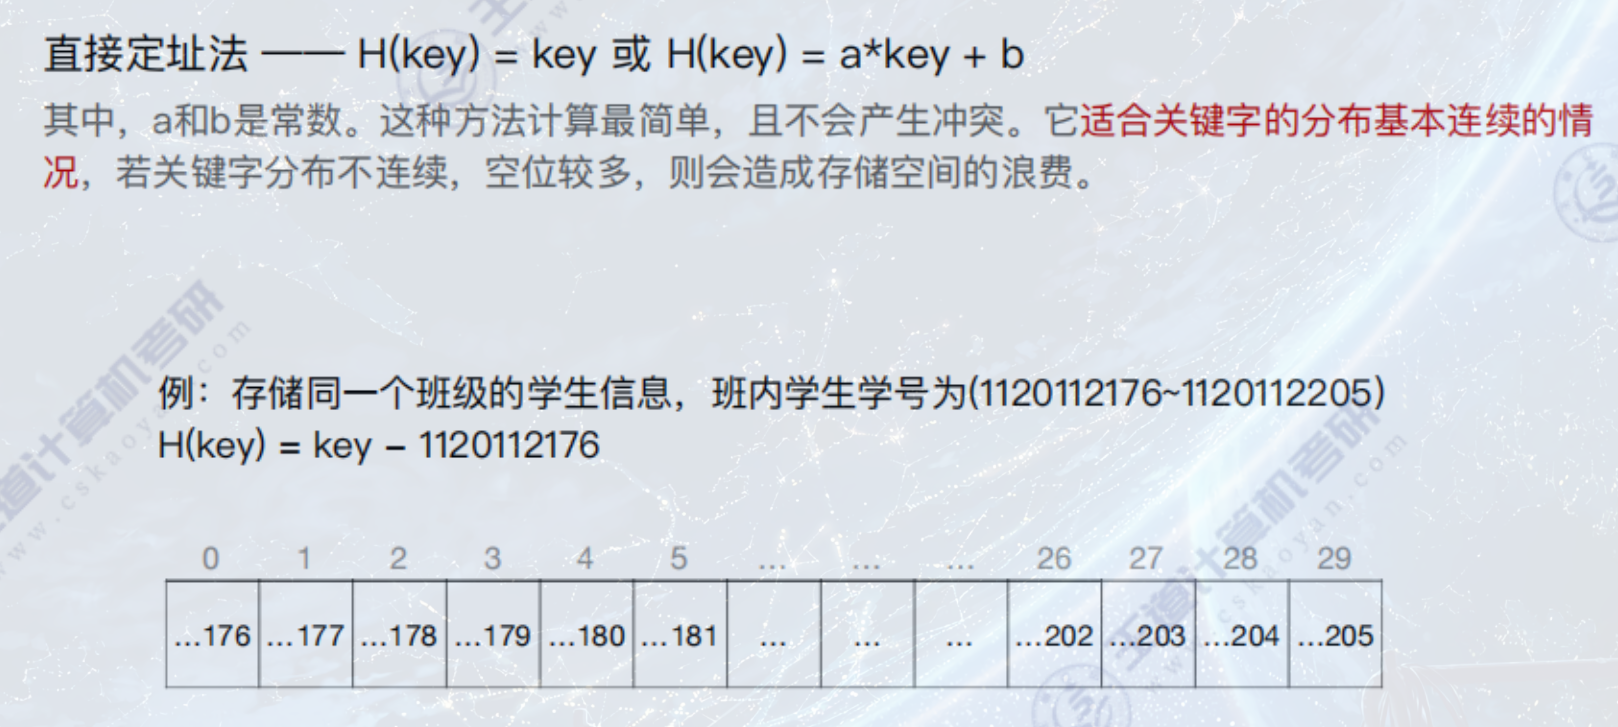 直接定址法 —— H(key) = key 或 H(key) = a*key + b
其中，a和b是常数。这种方法计算最简单，且不会产生冲突。它适合关键字的分布基本连续的情
况，若关键字分布不连续，空位较多，则会造成存储空间的浪费。
王道计算机考研
www.cskaoyan.com
例：存储同一个班级的学生信息，班内学生学号为(1120112176~1120112205)
H(key) = key – 1120112176
0 1 2 3 4 5 ... ... ... 26 27 28 29
...176 ...177 ...178 ...179 ...180 ...181 ... ... ... ...202 ...203 ...204 ...205
王道计算机考研
www.cskaoyan.com